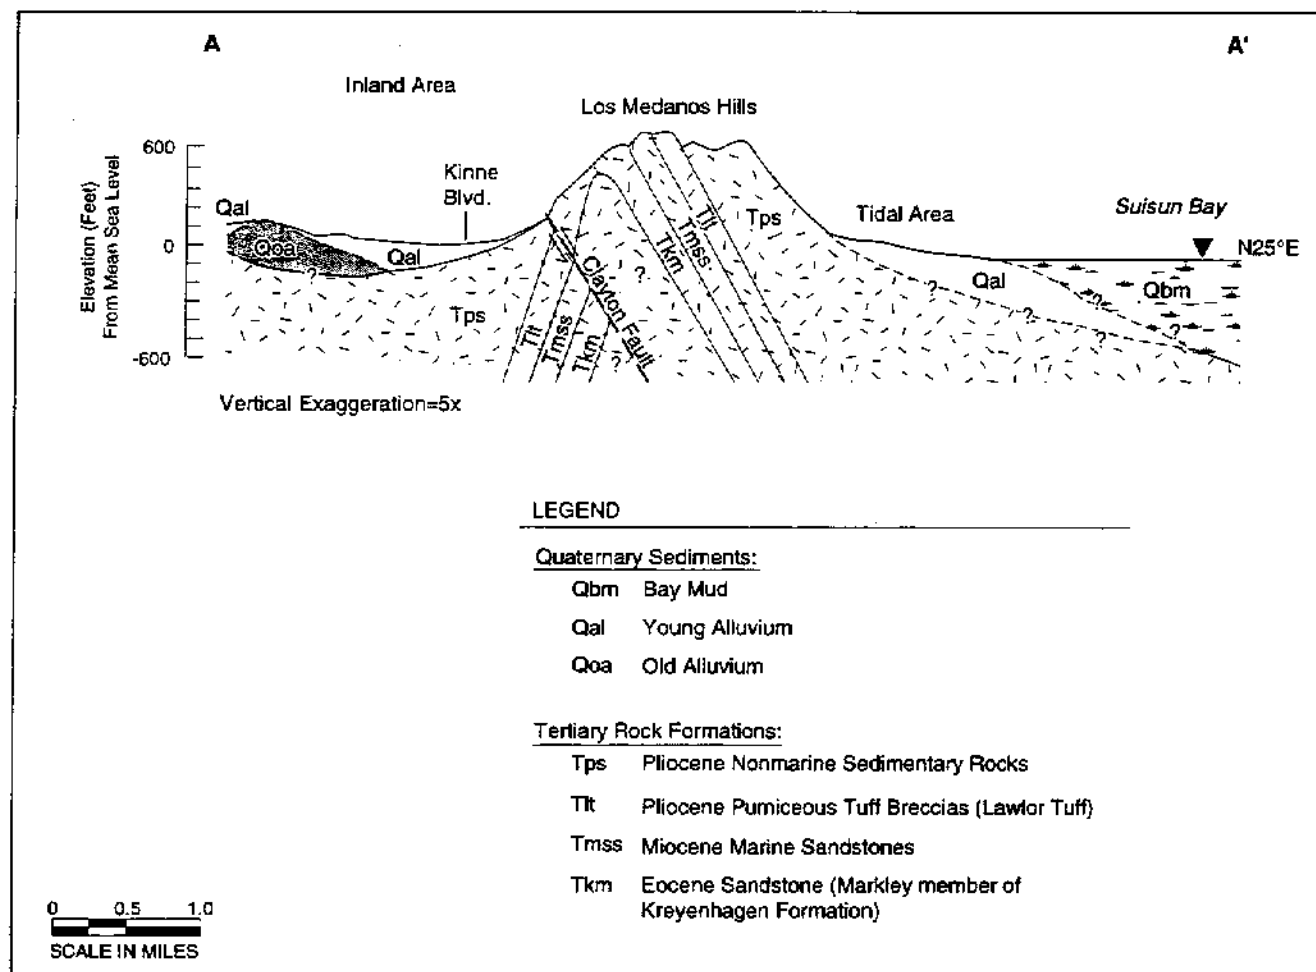 A
A'
Inland Area
Los Medanos Hills
Elevation (Feet)
From Mean Sea Level
600
0
-600
Kinne
Blvd.
Qal
Qoa
Qal
?
Tps
Tlt
Tmss
Tkm
?
Clayton Fault
?
Tkm
Tmss
Tlt
Tps
Tidal Area
Suisun Bay
N25°E
Qal
Qbm
?
?
?
?
?
Vertical Exaggeration=5x
LEGEND
Quaternary Sediments:
Qbm Bay Mud
Qal Young Alluvium
Qoa Old Alluvium
Tertiary Rock Formations:
Tps Pliocene Nonmarine Sedimentary Rocks
Tlt Pliocene Pumiceous Tuff Breccias (Lawlor Tuff)
Tmss Miocene Marine Sandstones
Tkm Eocene Sandstone (Markley member of
Kreyenhagen Formation)
0 0.5 1.0
SCALE IN MILES